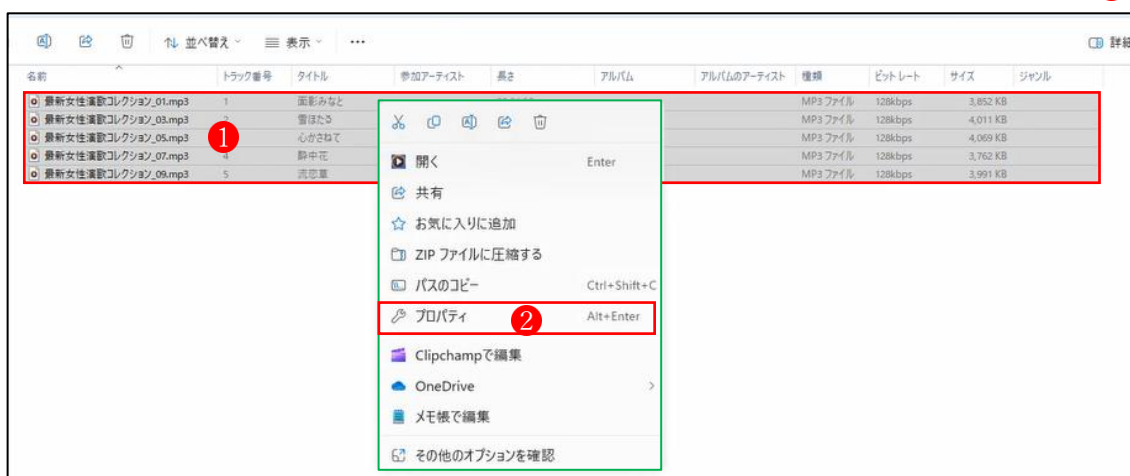 並べ替え 表示 … 詳細
名前 トラック番号 タイトル 参加アーティスト 長さ アルバム アルバムのアーティスト 種類 ビットレート サイズ ジャンル
最新女性演歌コレクション_01.mp3 1 面影みなと MP3 ファイル 128kbps 3,852 KB
最新女性演歌コレクション_03.mp3 雪ほたる MP3 ファイル 128kbps 4,011 KB
最新女性演歌コレクション_05.mp3 心かさねて MP3 ファイル 128kbps 4,069 KB
最新女性演歌コレクション_07.mp3 4 酔中花 MP3 ファイル 128kbps 3,762 KB
最新女性演歌コレクション_09.mp3 5 流恋草 MP3 ファイル 128kbps 3,991 KB
1
開く Enter
共有
お気に入りに追加
ZIP ファイルに圧縮する
パスのコピー Ctrl+Shift+C
プロパティ 2 Alt+Enter
Clipchampで編集
OneDrive
メモ帳で編集
その他のオプションを確認